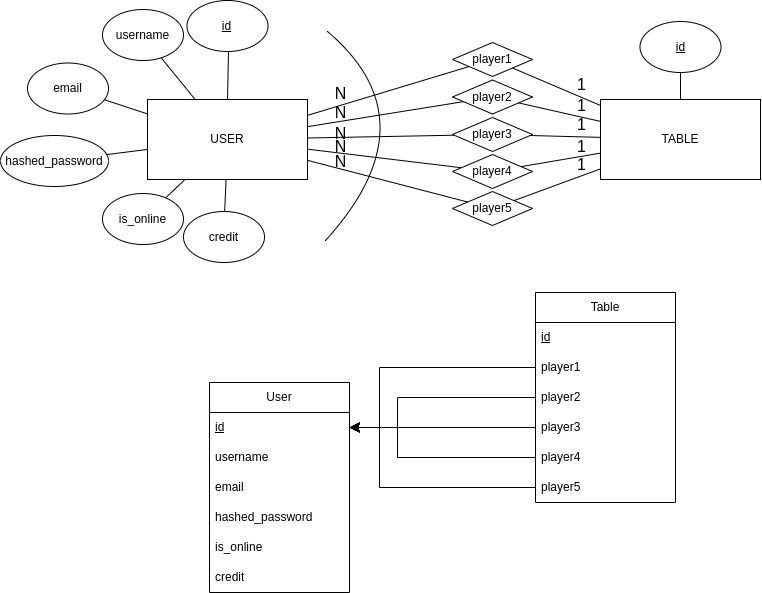 id
username
email
hashed_password
is_online
credit
USER
N
N
N
N
N
player1
player2
player3
player4
player5
1
1
1
1
1
id
TABLE
Table
id
player1
player2
player3
player4
player5
User
id
username
email
hashed_password
is_online
credit